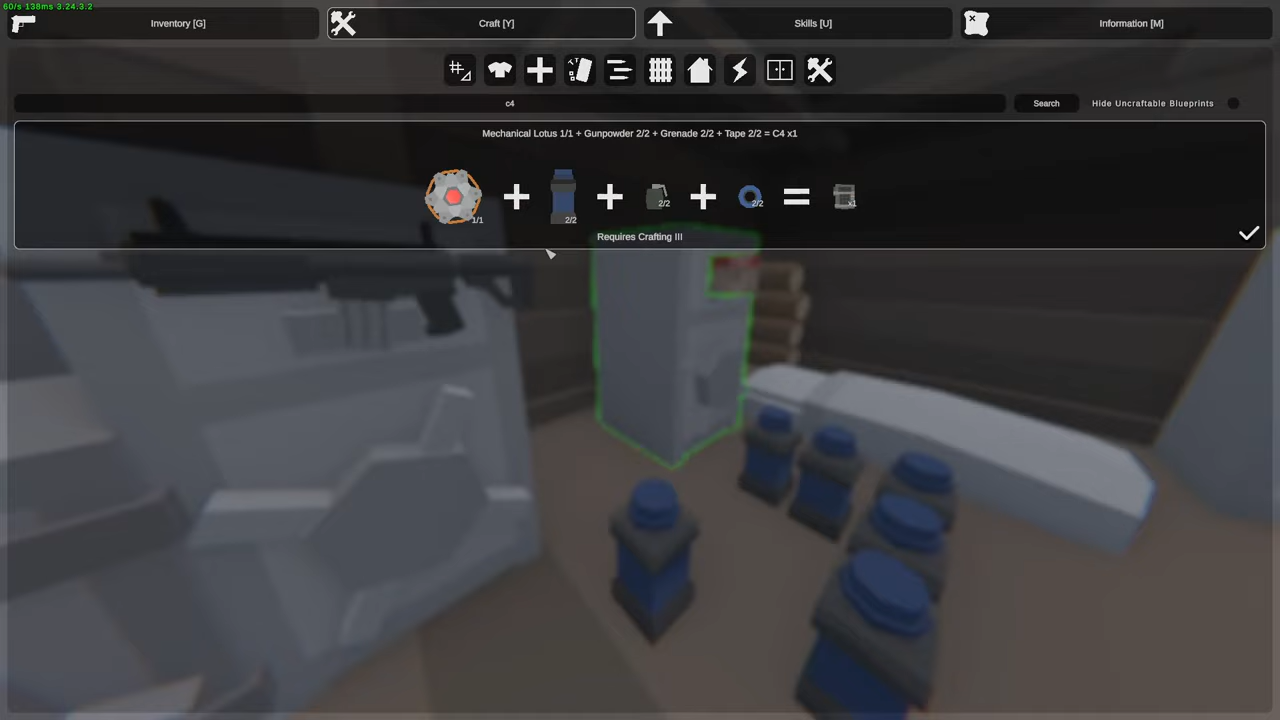 60/s 138ms 3.24.3.2
Inventory [G]
Craft [Y]
Skills [U]
Information [M]
c4
Search
Hide Uncraftable Blueprints
Mechanical Lotus 1/1 + Gunpowder 2/2 + Grenade 2/2 + Tape 2/2 = C4 x1
1/1
2/2
2/2
2/2
x1
Requires Crafting III